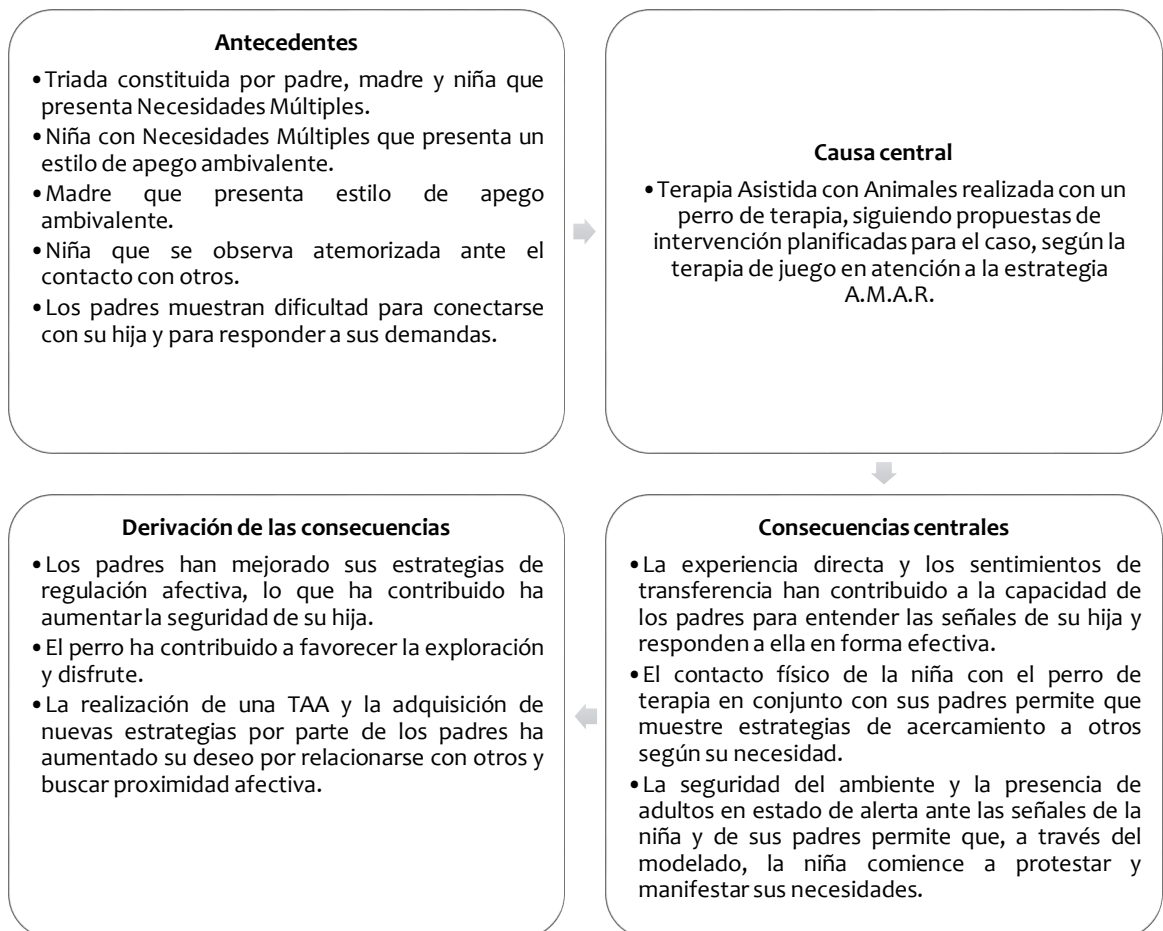 Antecedentes
•Triada constituida por padre, madre y niña que
presenta Necesidades Múltiples.
•Niña con Necesidades Múltiples que presenta un
estilo de apego ambivalente.
•Madre que presenta estilo de apego
ambivalente.
•Niña que se observa atemorizada ante el
contacto con otros.
•Los padres muestran dificultad para conectarse
con su hija y para responder a sus demandas.
Causa central
•Terapia Asistida con Animales realizada con un
perro de terapia, siguiendo propuestas de
intervención planificadas para el caso, según la
terapia de juego en atención a la estrategia
A.M.A.R.
Consecuencias centrales
•La experiencia directa y los sentimientos de
transferencia han contribuido a la capacidad de
los padres para entender las señales de su hija y
responden a ella en forma efectiva.
•El contacto físico de la niña con el perro de
terapia en conjunto con sus padres permite que
muestre estrategias de acercamiento a otros
según su necesidad.
•La seguridad del ambiente y la presencia de
adultos en estado de alerta ante las señales de la
niña y de sus padres permite que, a través del
modelado, la niña comience a protestar y
manifestar sus necesidades.
Derivación de las consecuencias
•Los padres han mejorado sus estrategias de
regulación afectiva, lo que ha contribuido ha
aumentar la seguridad de su hija.
•El perro ha contribuido a favorecer la exploración
y disfrute.
•La realización de una TAA y la adquisición de
nuevas estrategias por parte de los padres ha
aumentado su deseo por relacionarse con otros y
buscar proximidad afectiva.